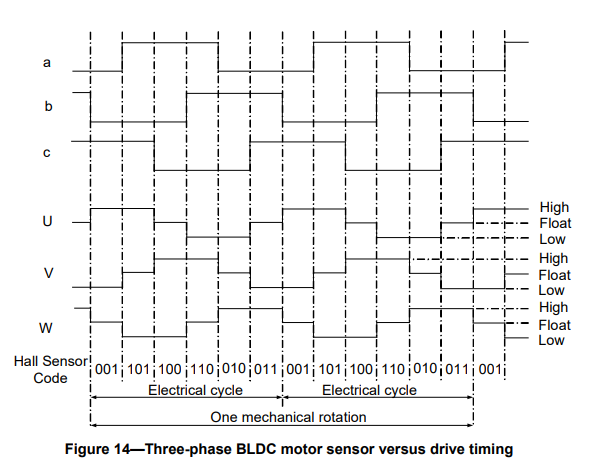 a
b
c
U
High
Float
Low
V
High
Float
Low
W
High
Float
Low
Hall Sensor
Code
001 101 100 110 010 011 001 101 100 110 010 011 001
Electrical cycle Electrical cycle
One mechanical rotation
Figure 14—Three-phase BLDC motor sensor versus drive timing